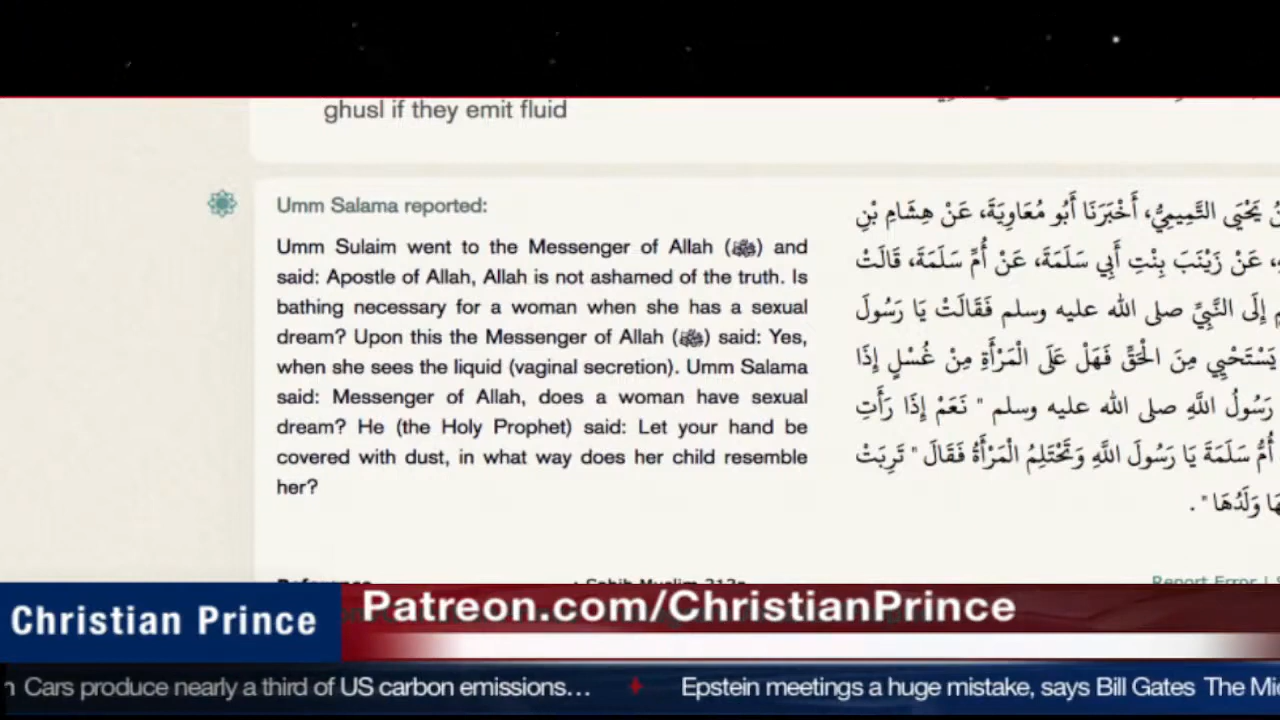 ghusl if they emit fluid
Umm Salama reported:
Umm Sulaim went to the Messenger of Allah (ﷺ) and
said: Apostle of Allah, Allah is not ashamed of the truth. Is
bathing necessary for a woman when she has a sexual
dream? Upon this the Messenger of Allah (ﷺ) said: Yes,
when she sees the liquid (vaginal secretion). Umm Salama
said: Messenger of Allah, does a woman have sexual
dream? He (the Holy Prophet) said: Let your hand be
covered with dust, in what way does her child resemble
her?
يَحْيَى التَّمِيمِيُّ، أَخْبَرَنَا أَبُو مُعَاوِيَةَ، عَنْ هِشَامِ بْنِ
عَنْ زَيْنَبَ بِنْتِ أَبِي سَلَمَةَ، عَنْ أُمِّ سَلَمَةَ، قَالَتْ
إِلَى النَّبِيِّ صلى الله عليه وسلم فَقَالَتْ يَا رَسُولَ
يَسْتَحْيِي مِنَ الْحَقِّ فَهَلْ عَلَى الْمَرْأَةِ مِنْ غُسْلٍ إِذَا
رَسُولُ اللَّهِ صلى الله عليه وسلم " نَعَمْ إِذَا رَأَتِ
أُمُّ سَلَمَةَ يَا رَسُولَ اللَّهِ وَتَحْتَلِمُ الْمَرْأَةُ فَقَالَ " تَرِبَتْ
وَلَدُهَا " .
Reference : Sahih Muslim 313a
Report Error |
Christian Prince
Patreon.com/ChristianPrince
Cars produce nearly a third of US carbon emissions… Epstein meetings a huge mistake, says Bill Gates The